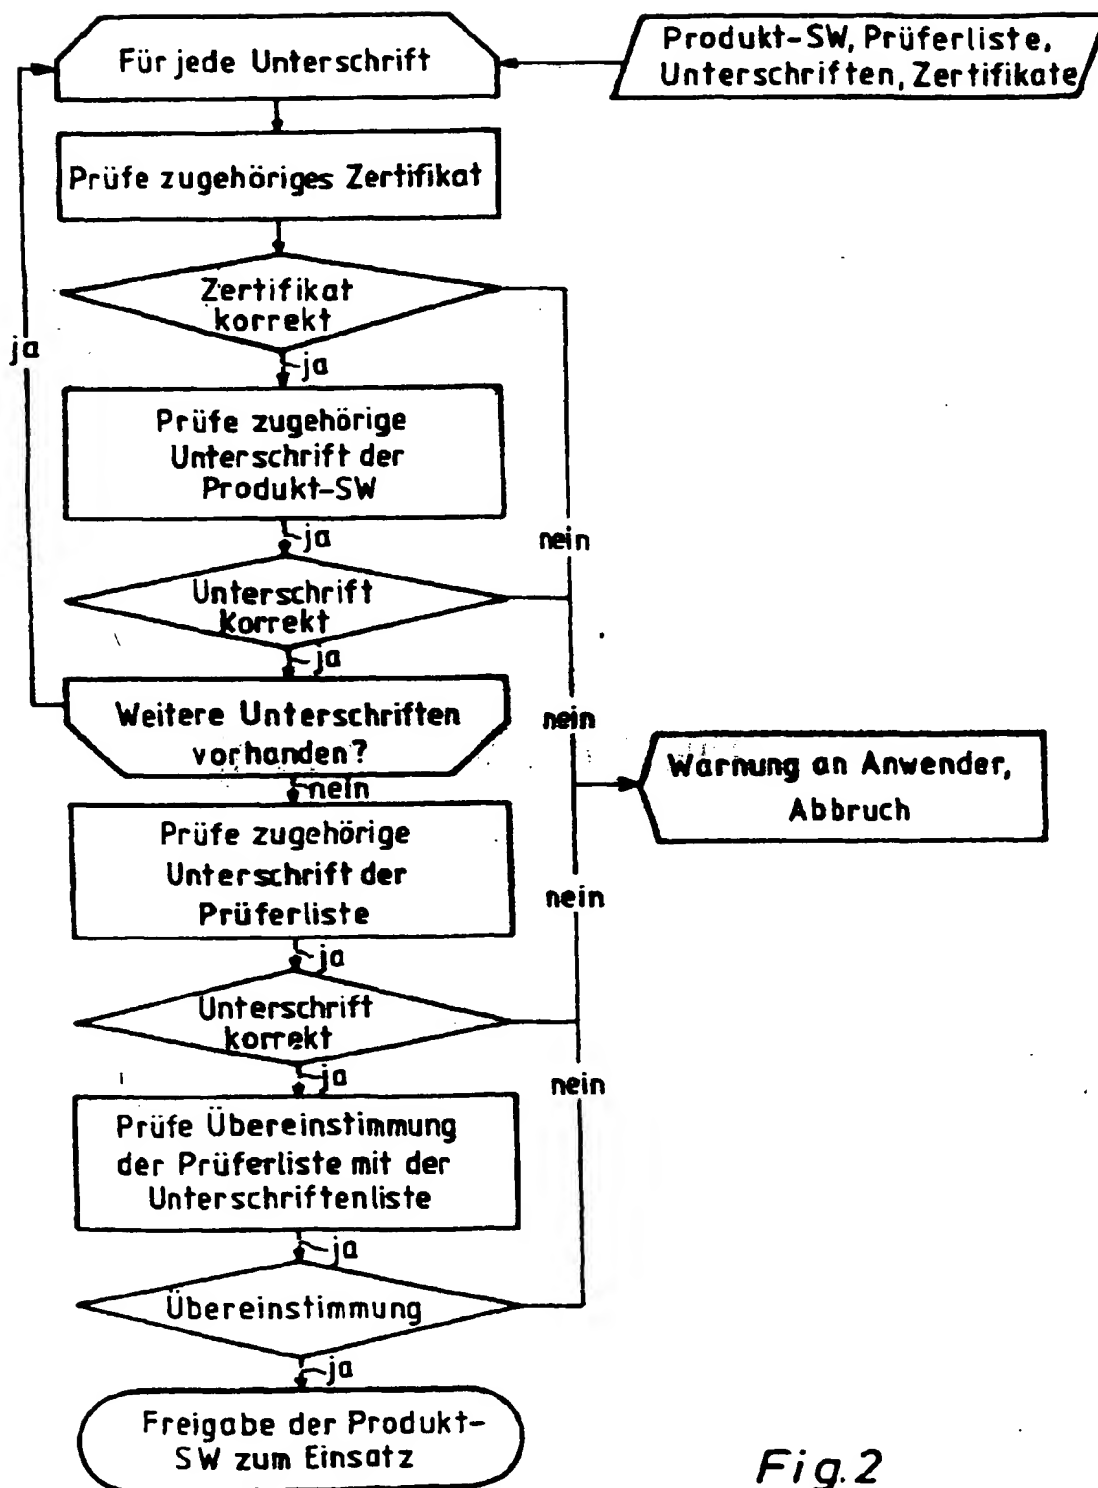 Für jede Unterschrift
Produkt-SW, Prüferliste,
Unterschriften, Zertifikate
Prüfe zugehöriges Zertifikat
Zertifikat
korrekt
ja
ja
Prüfe zugehörige
Unterschrift der
Produkt-SW
ja
nein
Unterschrift
korrekt
ja
Weitere Unterschriften
vorhanden?
nein
Warnung an Anwender,
Abbruch
nein
Prüfe zugehörige
Unterschrift der
Prüferliste
nein
ja
Unterschrift
korrekt
ja
nein
Prüfe Übereinstimmung
der Prüferliste mit der
Unterschriftenliste
ja
Übereinstimmung
ja
Freigabe der Produkt-
SW zum Einsatz
Fig.2